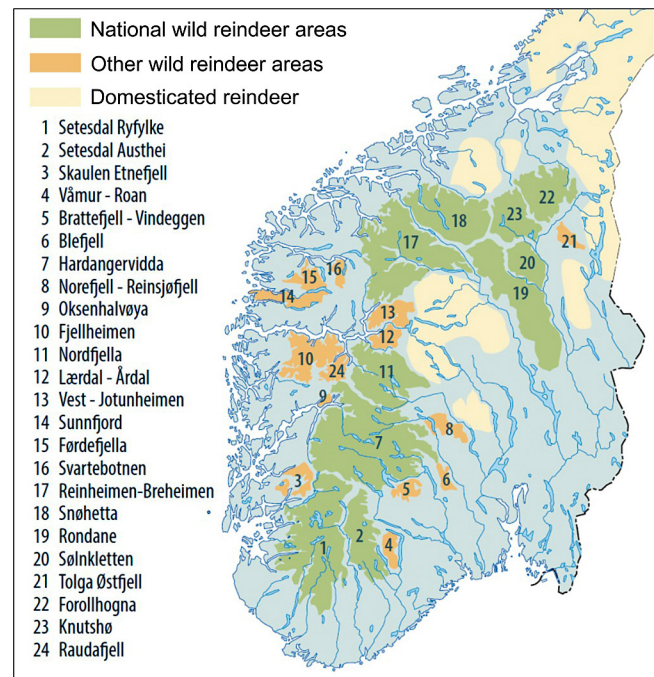 National wild reindeer areas
Other wild reindeer areas
Domesticated reindeer
1 Setesdal Ryfylke
2 Setesdal Austhei
3 Skaulen Etnefjell
4 Våmur - Roan
5 Brattefjell - Vindeggen
6 Blefjell
7 Hardangervidda
8 Norefjell - Reinsjøfjell
9 Oksenhalvøya
10 Fjellheimen
11 Nordfjella
12 Lærdal - Årdal
13 Vest - Jotunheimen
14 Sunnfjord
15 Førdefjella
16 Svartebotnen
17 Reinheimen-Breheimen
18 Snøhetta
19 Rondane
20 Sølnkletten
21 Tolga Østfjell
22 Forollhogna
23 Knutshø
24 Raudafjell
22
18
23
17
21
20
16
15
14
19
13
12
10
24
11
9
8
7
3
6
5
2
4
1